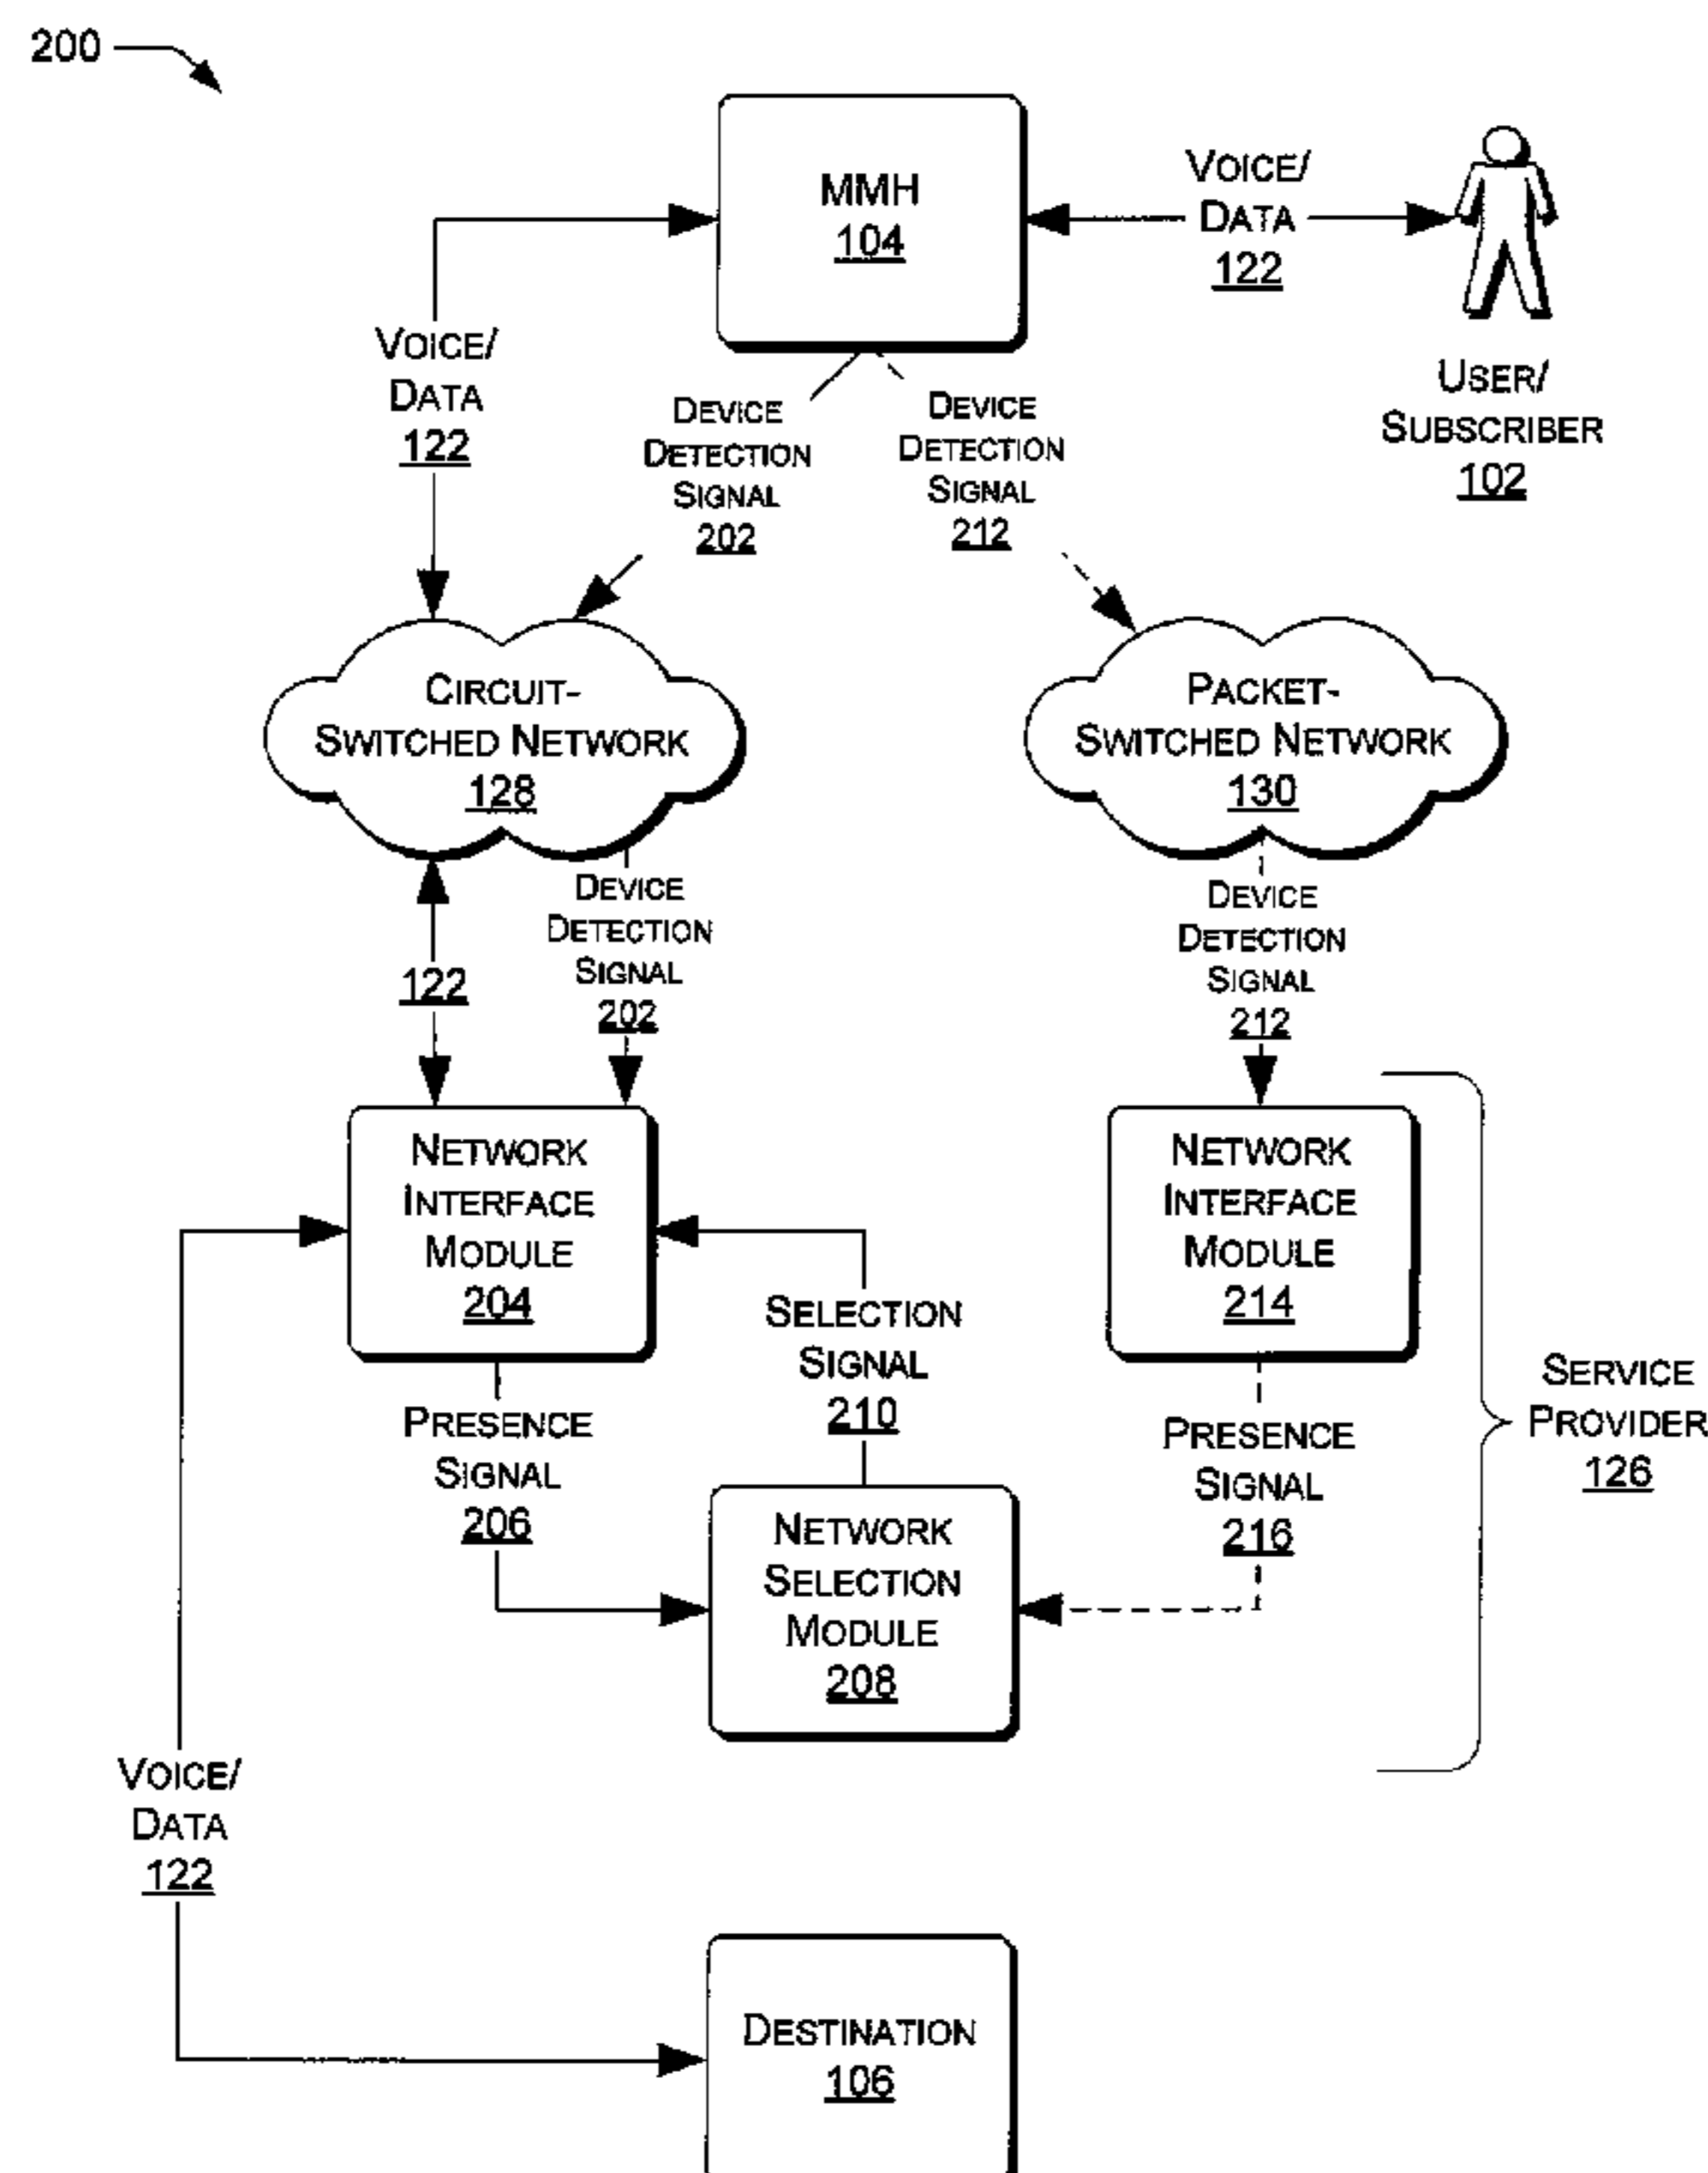 200
MMH
104
VOICE/
DATA
122
USER/
SUBSCRIBER
102
VOICE/
DATA
122
DEVICE
DETECTION
SIGNAL
202
DEVICE
DETECTION
SIGNAL
212
CIRCUIT-
SWITCHED NETWORK
128
PACKET-
SWITCHED NETWORK
130
122
DEVICE
DETECTION
SIGNAL
202
DEVICE
DETECTION
SIGNAL
212
NETWORK
INTERFACE
MODULE
204
NETWORK
INTERFACE
MODULE
214
SELECTION
SIGNAL
210
PRESENCE
SIGNAL
206
PRESENCE
SIGNAL
216
SERVICE
PROVIDER
126
NETWORK
SELECTION
MODULE
208
VOICE/
DATA
122
DESTINATION
106